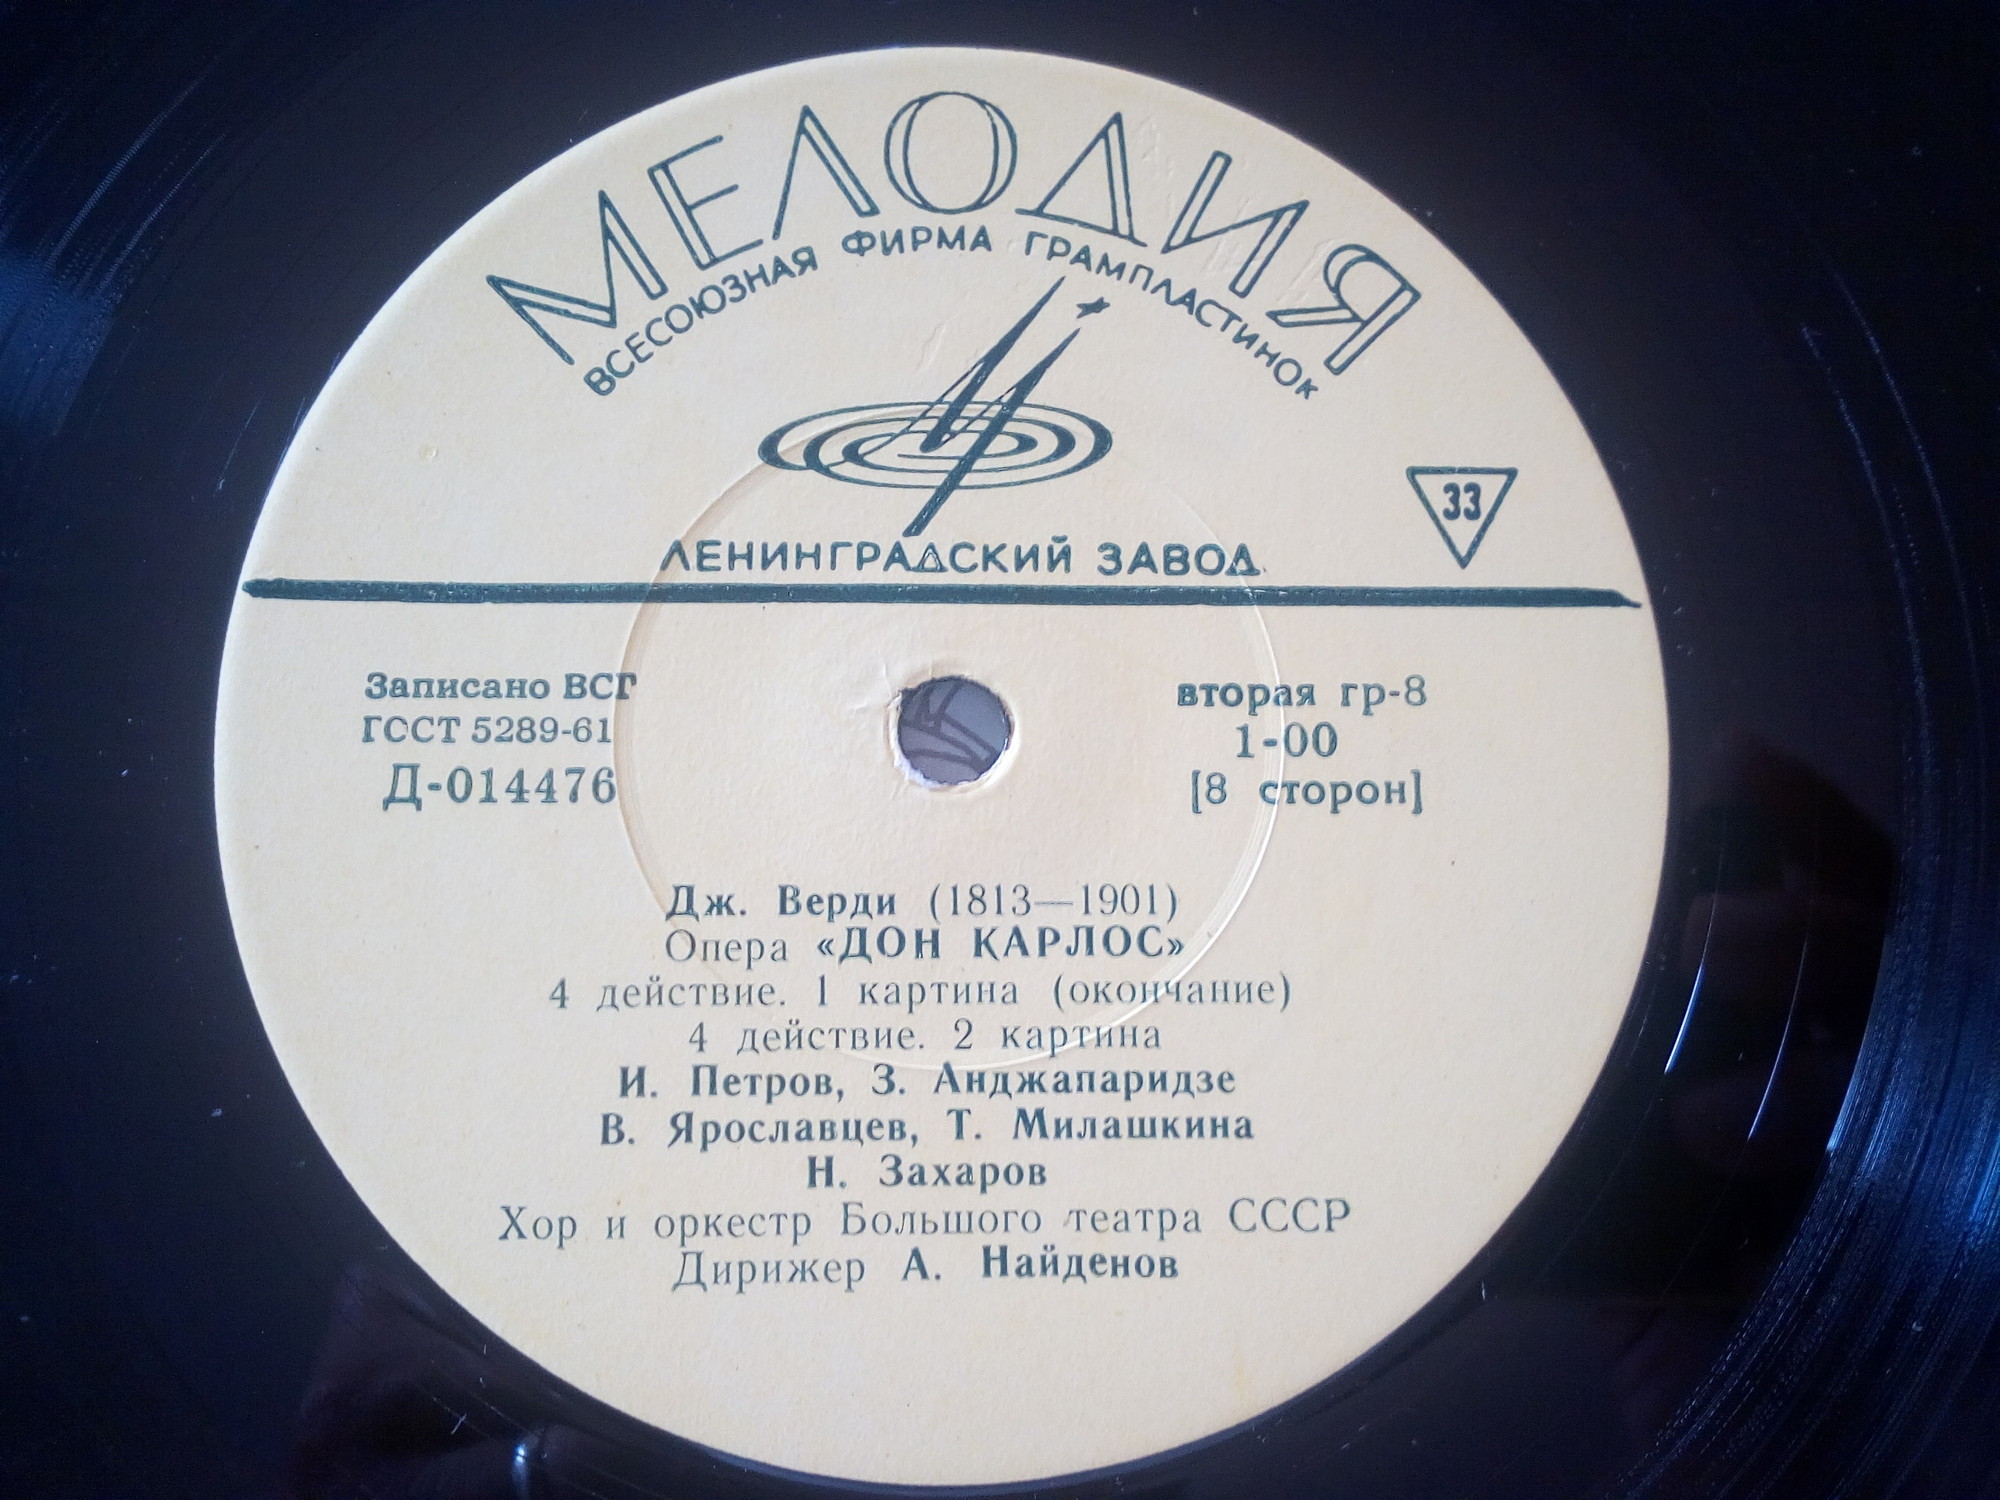 МЕЛОДИЯ
ВСЕСОЮЗНАЯ ФИРМА ГРАМПЛАСТИНОК
33
ЛЕНИНГРАДСКИЙ ЗАВОД
Записано ВСГ
ГОСТ 5289-61
Д-014476
вторая гр-8
1-00
[8 сторон]
Дж. Верди (1813—1901)
Опера «ДОН КАРЛОС»
4 действие. 1 картина (окончание)
4 действие. 2 картина
И. Петров, З. Анджапаридзе
В. Ярославцев, Т. Милашкина
Н. Захаров
Хор и оркестр Большого театра СССР
Дирижер А. Найденов